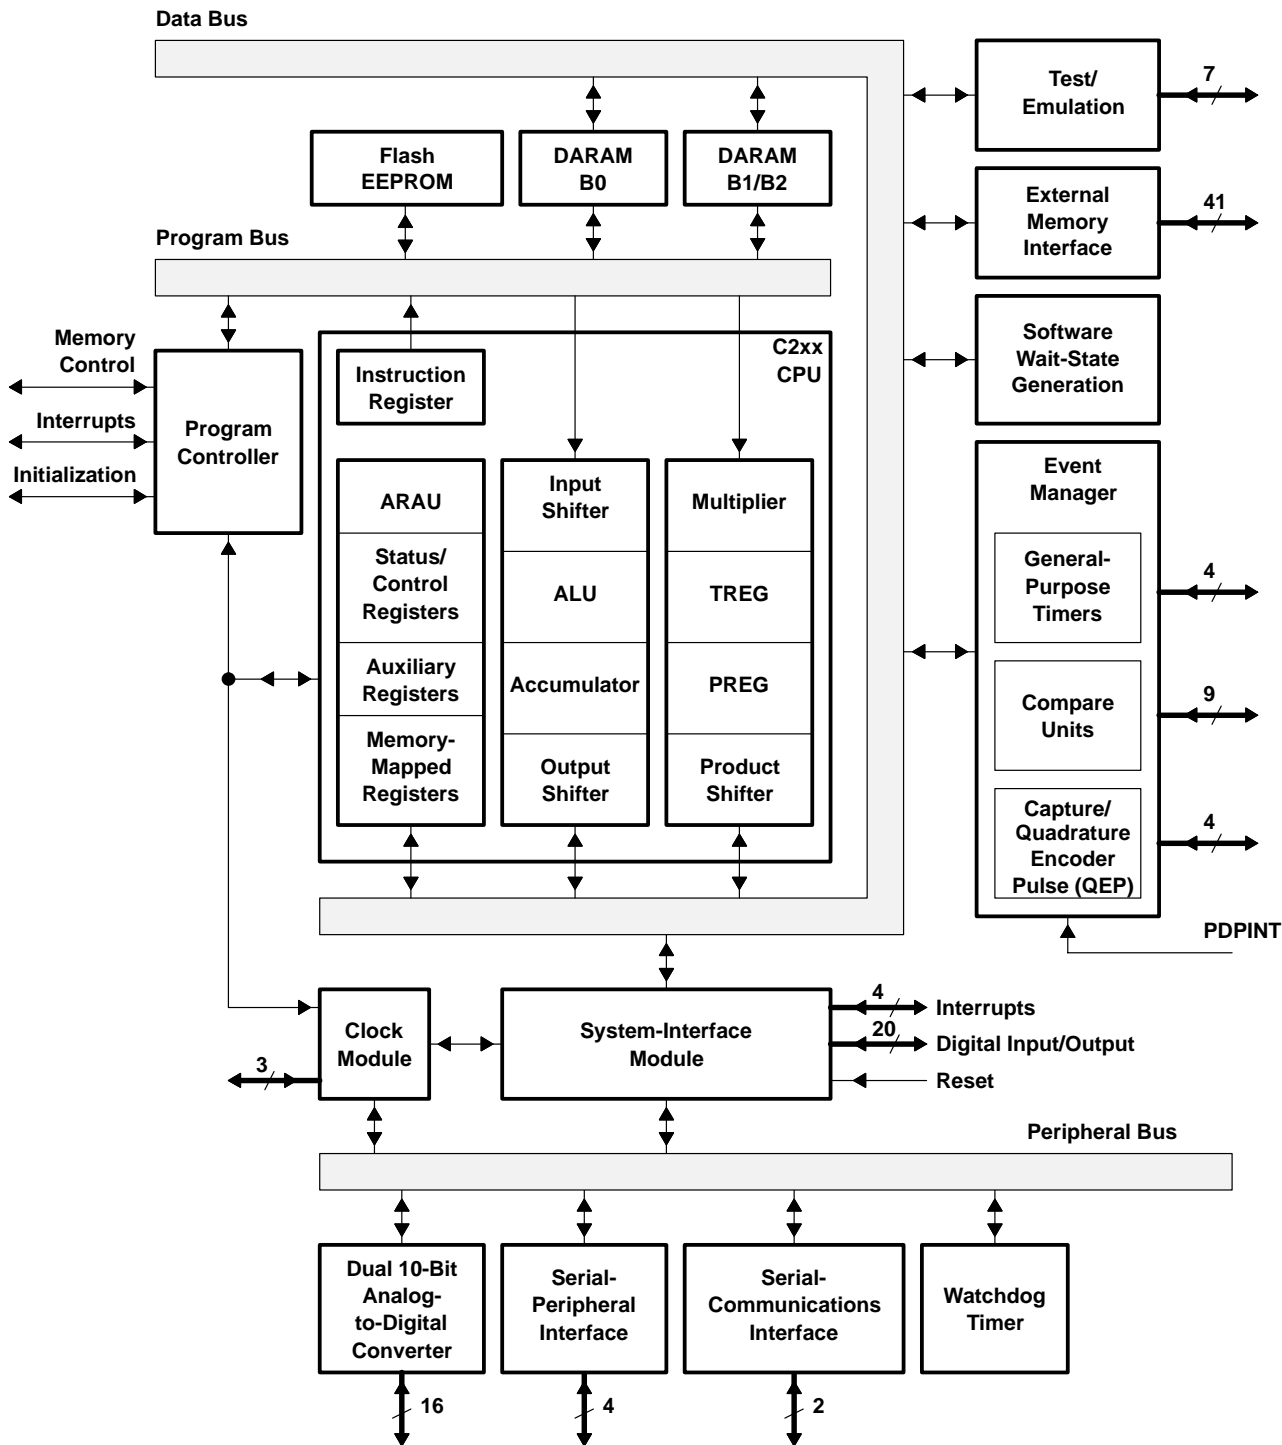 Data Bus
Test/
Emulation
7
Flash
EEPROM
DARAM
B0
DARAM
B1/B2
External
Memory
Interface
41
Program Bus
Memory
Control
Interrupts
Initialization
Program
Controller
C2xx
CPU
Instruction
Register
Software
Wait-State
Generation
ARAU
Status/
Control
Registers
Auxiliary
Registers
Memory-
Mapped
Registers
Input
Shifter
ALU
Accumulator
Output
Shifter
Multiplier
TREG
PREG
Product
Shifter
Event
Manager
General-
Purpose
Timers
4
Compare
Units
9
Capture/
Quadrature
Encoder
Pulse (QEP)
4
PDPINT
Clock
Module
3
System-Interface
Module
4
Interrupts
20
Digital Input/Output
Reset
Peripheral Bus
Dual 10-Bit
Analog-
to-Digital
Converter
16
Serial-
Peripheral
Interface
4
Serial-
Communications
Interface
2
Watchdog
Timer